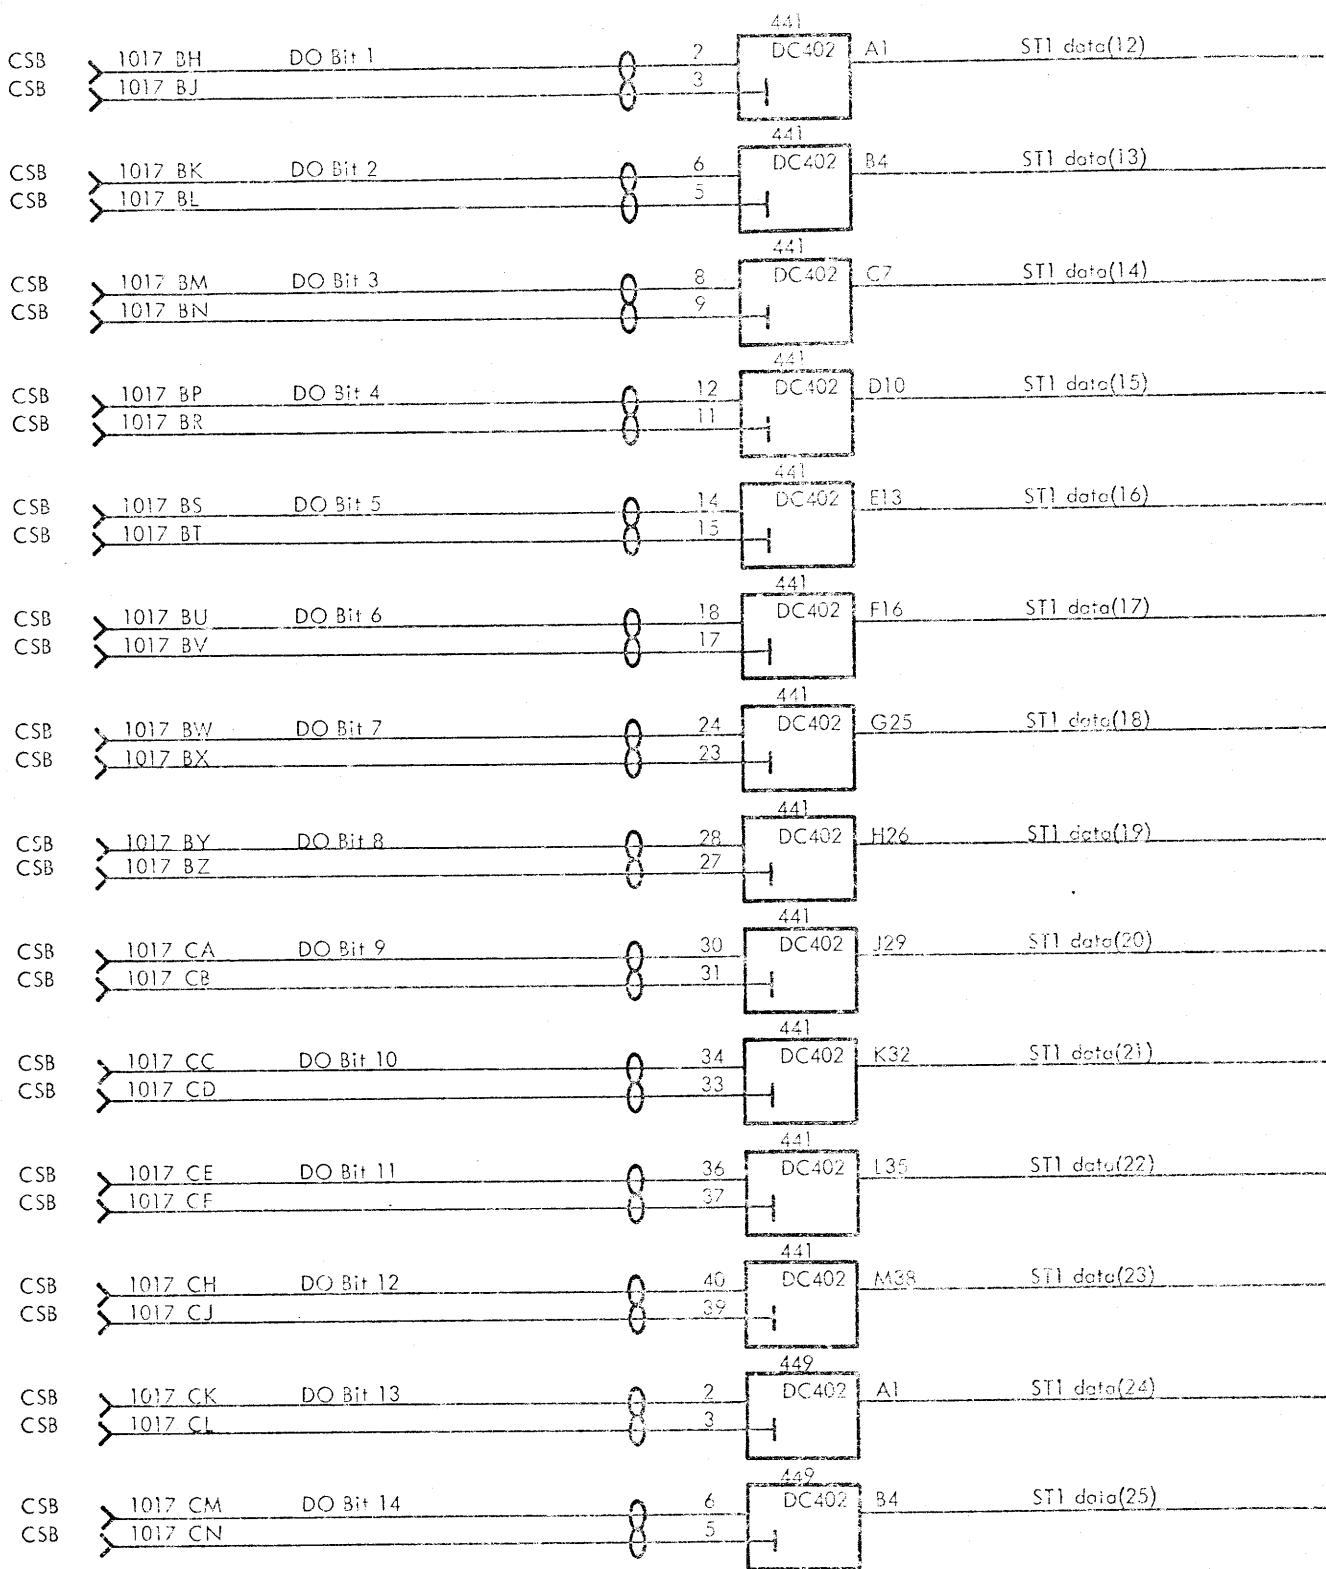 441
CSB 1017 BH DO Bit 1 2 DC402 A1 ST1 data(12)
CSB 1017 BJ 3
441
CSB 1017 BK DO Bit 2 6 DC402 B4 ST1 data(13)
CSB 1017 BL 5
441
CSB 1017 BM DO Bit 3 8 DC402 C7 ST1 data(14)
CSB 1017 BN 9
441
CSB 1017 BP DO Bit 4 12 DC402 D10 ST1 data(15)
CSB 1017 BR 11
441
CSB 1017 BS DO Bit 5 14 DC402 E13 ST1 data(16)
CSB 1017 BT 15
441
CSB 1017 BU DO Bit 6 18 DC402 F16 ST1 data(17)
CSB 1017 BV 17
441
CSB 1017 BW DO Bit 7 24 DC402 G25 ST1 data(18)
CSB 1017 BX 23
441
CSB 1017 BY DO Bit 8 28 DC402 H26 ST1 data(19)
CSB 1017 BZ 27
441
CSB 1017 CA DO Bit 9 30 DC402 J29 ST1 data(20)
CSB 1017 CB 31
441
CSB 1017 CC DO Bit 10 34 DC402 K32 ST1 data(21)
CSB 1017 CD 33
441
CSB 1017 CE DO Bit 11 36 DC402 L35 ST1 data(22)
CSB 1017 CF 37
441
CSB 1017 CH DO Bit 12 40 DC402 M38 ST1 data(23)
CSB 1017 CJ 39
449
CSB 1017 CK DO Bit 13 2 DC402 A1 ST1 data(24)
CSB 1017 CL 3
449
CSB 1017 CM DO Bit 14 6 DC402 B4 ST1 data(25)
CSB 1017 CN 5